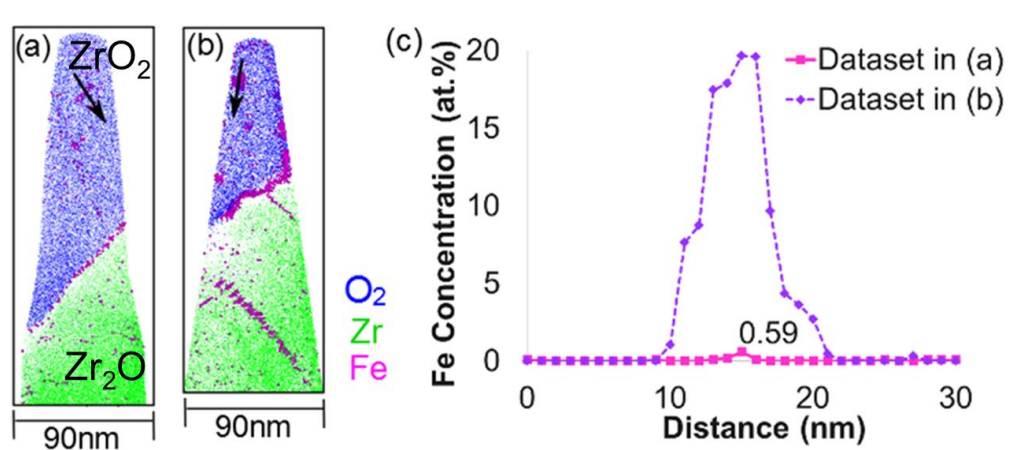 (a)
ZrO₂
Zr₂O
90nm
(b)
90nm
O₂
Zr
Fe
(c)
Fe Concentration (at.%)
20
15
10
5
0
0.59
Dataset in (a)
Dataset in (b)
0 10 20 30
Distance (nm)